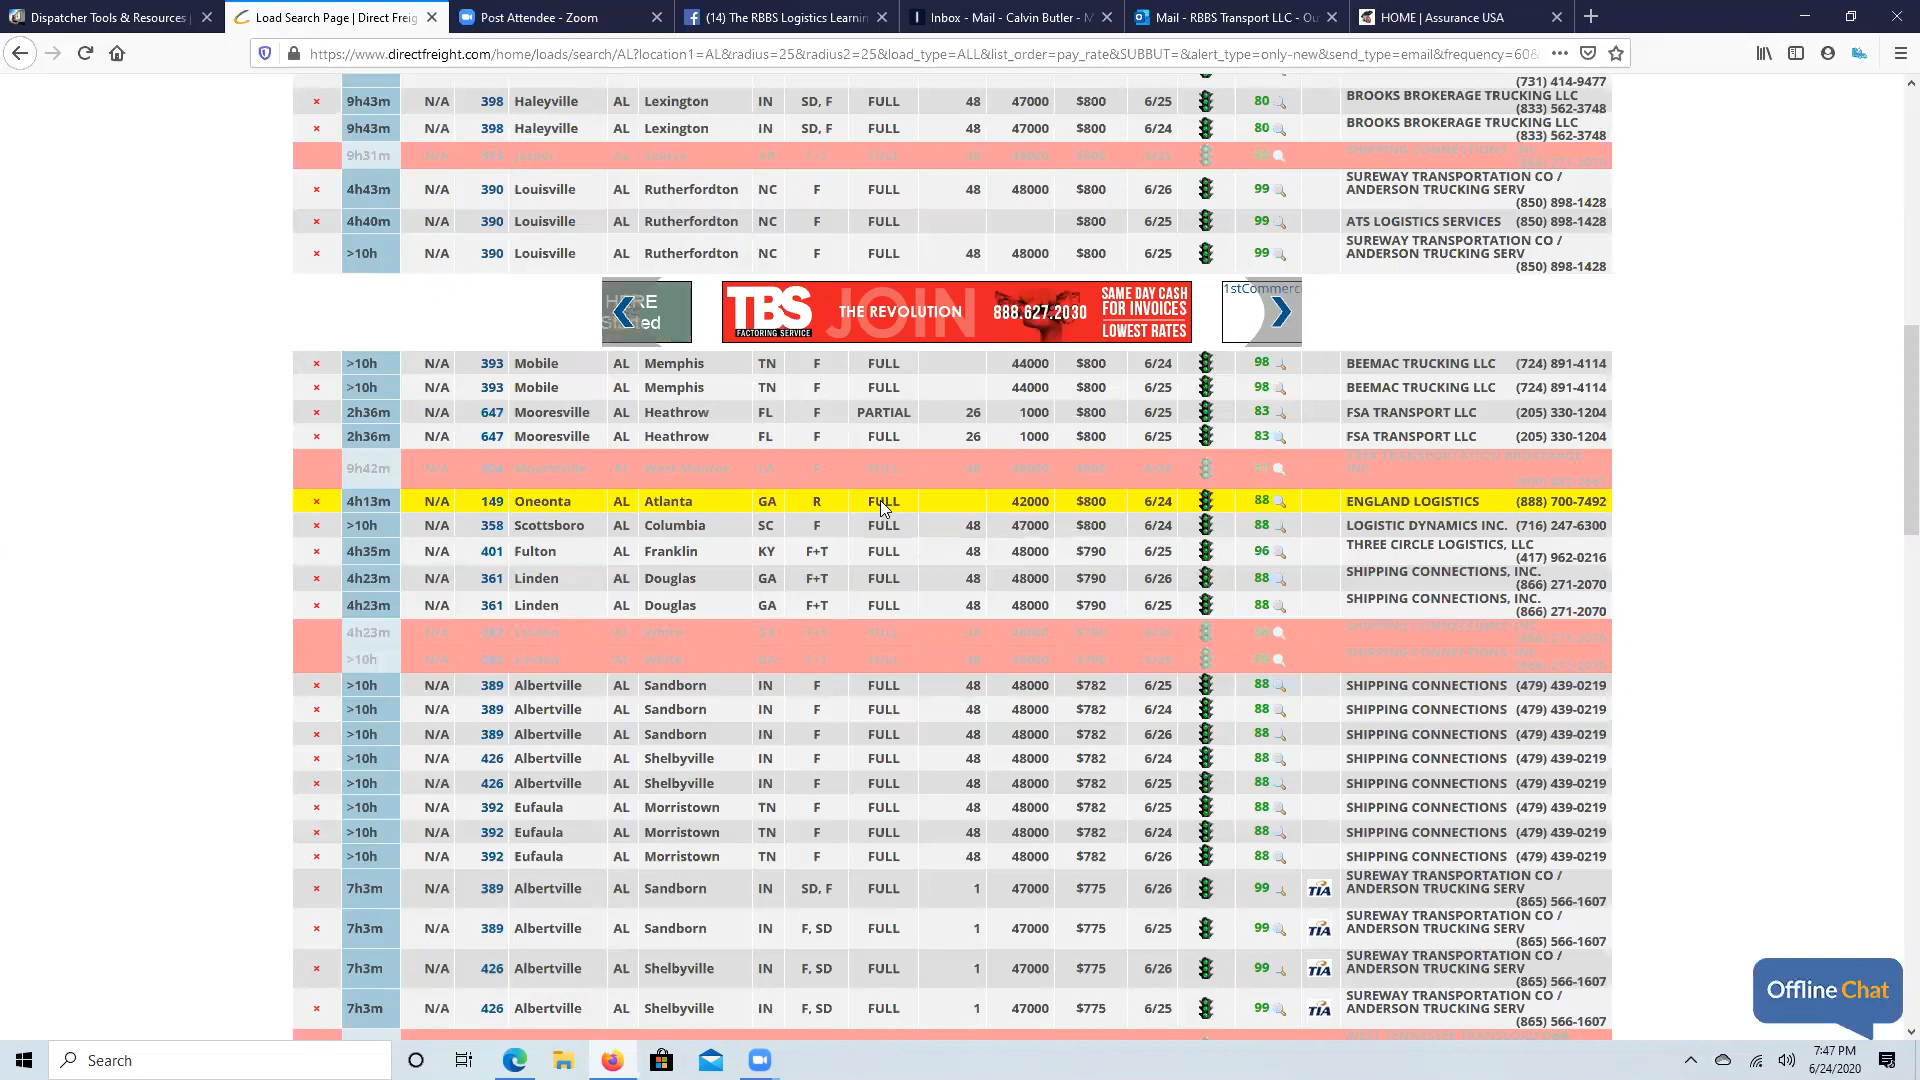 Dispatcher Tools & Resources
Load Search Page | Direct Freig
Post Attendee - Zoom
(14) The RBBS Logistics Learnin
Inbox - Mail - Calvin Butler - M
Mail - RBBS Transport LLC - Ou
HOME | Assurance USA
https://www.directfreight.com/home/loads/search/AL?location1=AL&radius=25&radius2=25&load_type=ALL&list_order=pay_rate&SUBBUT=&alert_type=only-new&send_type=email&frequency=60&
(731) 414-9477
× 9h43m N/A 398 Haleyville AL Lexington IN SD, F FULL 48 47000 $800 6/25 80 BROOKS BROKERAGE TRUCKING LLC
(833) 562-3748
× 9h43m N/A 398 Haleyville AL Lexington IN SD, F FULL 48 47000 $800 6/24 80 BROOKS BROKERAGE TRUCKING LLC
(833) 562-3748
9h31m
× 4h43m N/A 390 Louisville AL Rutherfordton NC F FULL 48 48000 $800 6/26 99 SUREWAY TRANSPORTATION CO /
ANDERSON TRUCKING SERV
(850) 898-1428
× 4h40m N/A 390 Louisville AL Rutherfordton NC F FULL $800 6/25 99 ATS LOGISTICS SERVICES (850) 898-1428
× >10h N/A 390 Louisville AL Rutherfordton NC F FULL 48 48000 $800 6/25 99 SUREWAY TRANSPORTATION CO /
ANDERSON TRUCKING SERV
(850) 898-1428
HERE
TBS
FACTORING SERVICE
JOIN
THE REVOLUTION
888.627.2030
SAME DAY CASH
FOR INVOICES
LOWEST RATES
1stCommerc
× >10h N/A 393 Mobile AL Memphis TN F FULL 44000 $800 6/24 98 BEEMAC TRUCKING LLC (724) 891-4114
× >10h N/A 393 Mobile AL Memphis TN F FULL 44000 $800 6/25 98 BEEMAC TRUCKING LLC (724) 891-4114
× 2h36m N/A 647 Mooresville AL Heathrow FL F PARTIAL 26 1000 $800 6/25 83 FSA TRANSPORT LLC (205) 330-1204
× 2h36m N/A 647 Mooresville AL Heathrow FL F FULL 26 1000 $800 6/25 83 FSA TRANSPORT LLC (205) 330-1204
9h42m
× 4h13m N/A 149 Oneonta AL Atlanta GA R FULL 42000 $800 6/24 88 ENGLAND LOGISTICS (888) 700-7492
× >10h N/A 358 Scottsboro AL Columbia SC F FULL 48 47000 $800 6/24 88 LOGISTIC DYNAMICS INC. (716) 247-6300
× 4h35m N/A 401 Fulton AL Franklin KY F+T FULL 48 48000 $790 6/25 96 THREE CIRCLE LOGISTICS, LLC
(417) 962-0216
× 4h23m N/A 361 Linden AL Douglas GA F+T FULL 48 48000 $790 6/26 88 SHIPPING CONNECTIONS, INC.
(866) 271-2070
× 4h23m N/A 361 Linden AL Douglas GA F+T FULL 48 48000 $790 6/25 88 SHIPPING CONNECTIONS, INC.
(866) 271-2070
4h23m
>10h
× >10h N/A 389 Albertville AL Sandborn IN F FULL 48 48000 $782 6/25 88 SHIPPING CONNECTIONS (479) 439-0219
× >10h N/A 389 Albertville AL Sandborn IN F FULL 48 48000 $782 6/24 88 SHIPPING CONNECTIONS (479) 439-0219
× >10h N/A 389 Albertville AL Sandborn IN F FULL 48 48000 $782 6/26 88 SHIPPING CONNECTIONS (479) 439-0219
× >10h N/A 426 Albertville AL Shelbyville IN F FULL 48 48000 $782 6/24 88 SHIPPING CONNECTIONS (479) 439-0219
× >10h N/A 426 Albertville AL Shelbyville IN F FULL 48 48000 $782 6/25 88 SHIPPING CONNECTIONS (479) 439-0219
× >10h N/A 392 Eufaula AL Morristown TN F FULL 48 48000 $782 6/25 88 SHIPPING CONNECTIONS (479) 439-0219
× >10h N/A 392 Eufaula AL Morristown TN F FULL 48 48000 $782 6/24 88 SHIPPING CONNECTIONS (479) 439-0219
× >10h N/A 392 Eufaula AL Morristown TN F FULL 48 48000 $782 6/26 88 SHIPPING CONNECTIONS (479) 439-0219
× 7h3m N/A 389 Albertville AL Sandborn IN SD, F FULL 1 47000 $775 6/26 99 TIA SUREWAY TRANSPORTATION CO /
ANDERSON TRUCKING SERV
(865) 566-1607
× 7h3m N/A 389 Albertville AL Sandborn IN F, SD FULL 1 47000 $775 6/25 99 TIA SUREWAY TRANSPORTATION CO /
ANDERSON TRUCKING SERV
(865) 566-1607
× 7h3m N/A 426 Albertville AL Shelbyville IN F, SD FULL 1 47000 $775 6/26 99 TIA SUREWAY TRANSPORTATION CO /
ANDERSON TRUCKING SERV
(865) 566-1607
× 7h3m N/A 426 Albertville AL Shelbyville IN F, SD FULL 1 47000 $775 6/25 99 TIA SUREWAY TRANSPORTATION CO /
ANDERSON TRUCKING SERV
(865) 566-1607
Offline Chat
Search
7:47 PM
6/24/2020